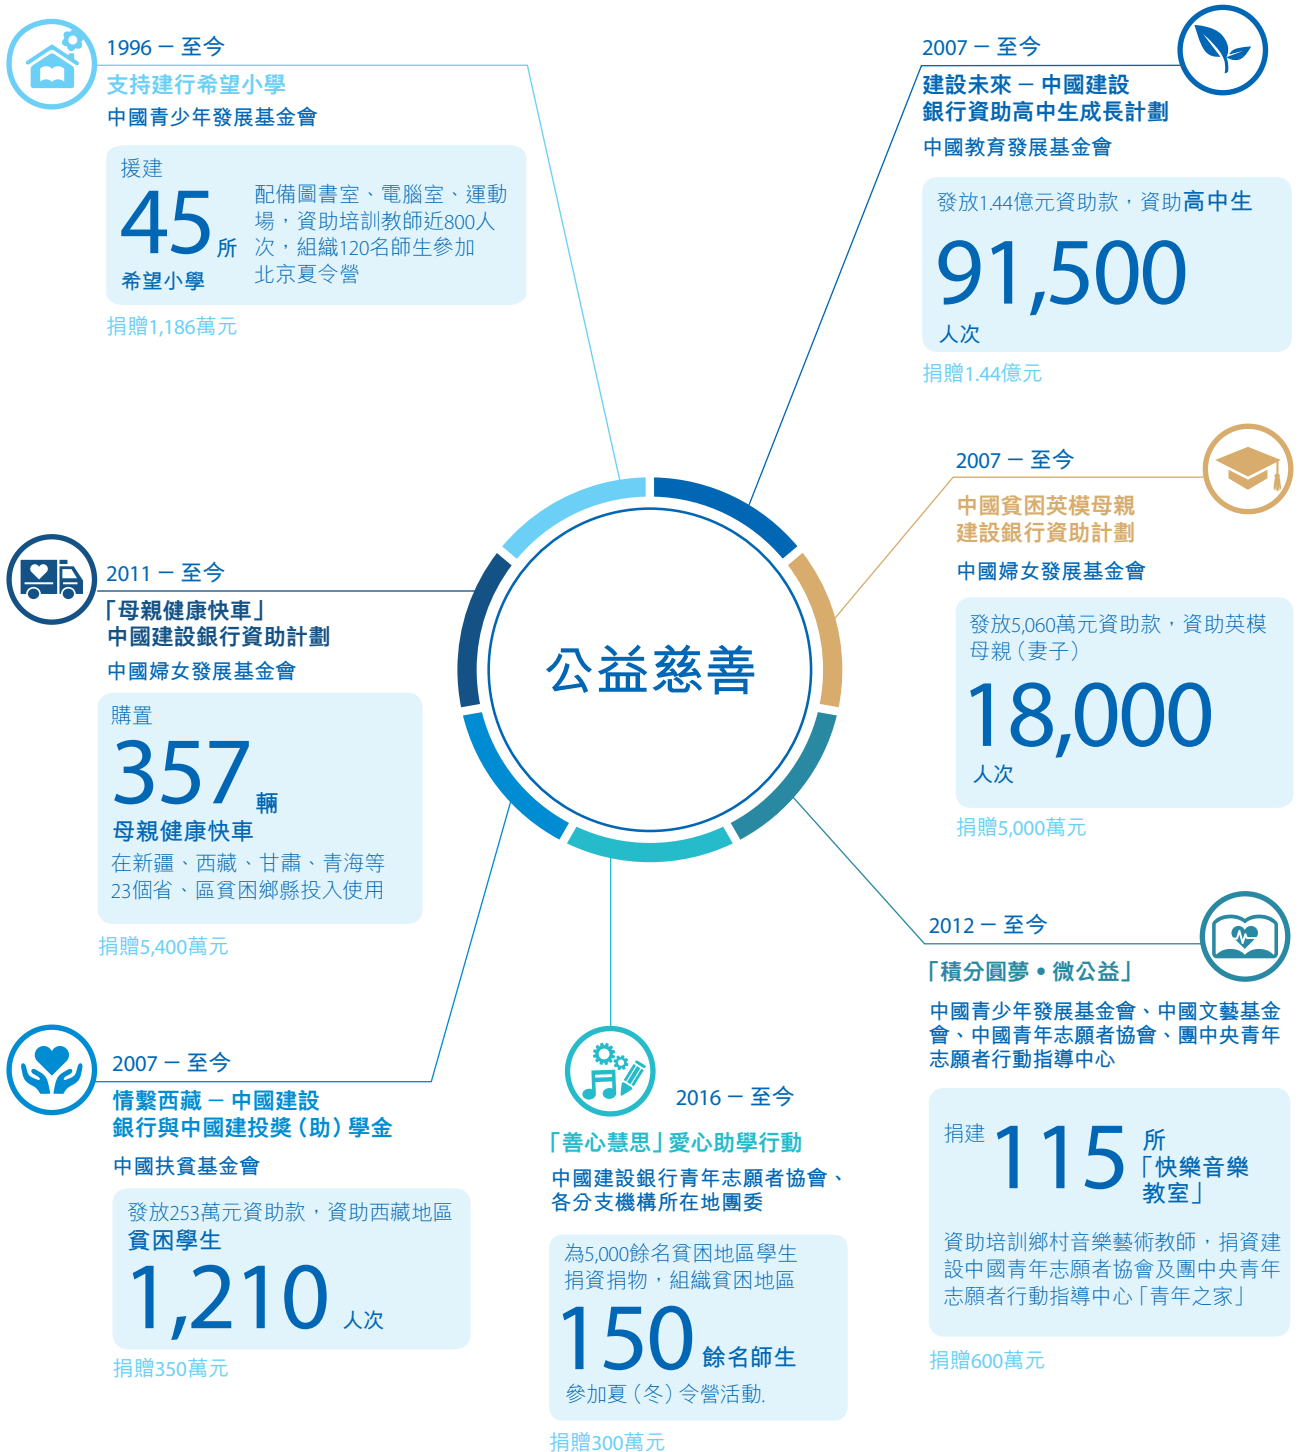 1996 － 至今
支持建行希望小學
中國青少年發展基金會
援建
45 所
希望小學
配備圖書室、電腦室、運動
場，資助培訓教師近800人
次，組織120名師生參加
北京夏令營
捐贈1,186萬元
2007 － 至今
建設未來 － 中國建設
銀行資助高中生成長計劃
中國教育發展基金會
發放1.44億元資助款，資助高中生
91,500
人次
捐贈1.44億元
2007 － 至今
中國貧困英模母親
建設銀行資助計劃
中國婦女發展基金會
發放5,060萬元資助款，資助英模
母親（妻子）
18,000
人次
捐贈5,000萬元
2011 － 至今
「母親健康快車」
中國建設銀行資助計劃
中國婦女發展基金會
購置
357 輛
母親健康快車
在新疆、西藏、甘肅、青海等
23個省、區貧困鄉縣投入使用
捐贈5,400萬元
公益慈善
2012 － 至今
「積分圓夢•微公益」
中國青少年發展基金會、中國文藝基金
會、中國青年志願者協會、團中央青年
志願者行動指導中心
捐建 115 所
「快樂音樂
教室」
資助培訓鄉村音樂藝術教師，捐資建
設中國青年志願者協會及團中央青年
志願者行動指導中心「青年之家」
捐贈600萬元
2007 － 至今
情繫西藏 － 中國建設
銀行與中國建投獎（助）學金
中國扶貧基金會
發放253萬元資助款，資助西藏地區
貧困學生
1,210 人次
捐贈350萬元
2016 － 至今
「善心慧思」愛心助學行動
中國建設銀行青年志願者協會、
各分支機構所在地團委
為5,000餘名貧困地區學生
捐資捐物，組織貧困地區
150 餘名師生
參加夏（冬）令營活動.
捐贈300萬元